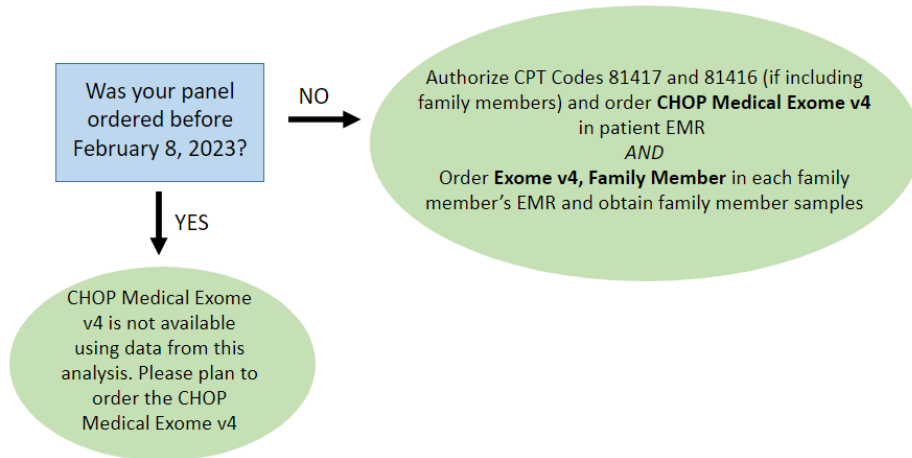 Was your panel
ordered before
February 8, 2023?
NO
Authorize CPT Codes 81417 and 81416 (if including
family members) and order CHOP Medical Exome v4
in patient EMR
AND
Order Exome v4, Family Member in each family
member's EMR and obtain family member samples
YES
CHOP Medical Exome
v4 is not available
using data from this
analysis. Please plan to
order the CHOP
Medical Exome v4